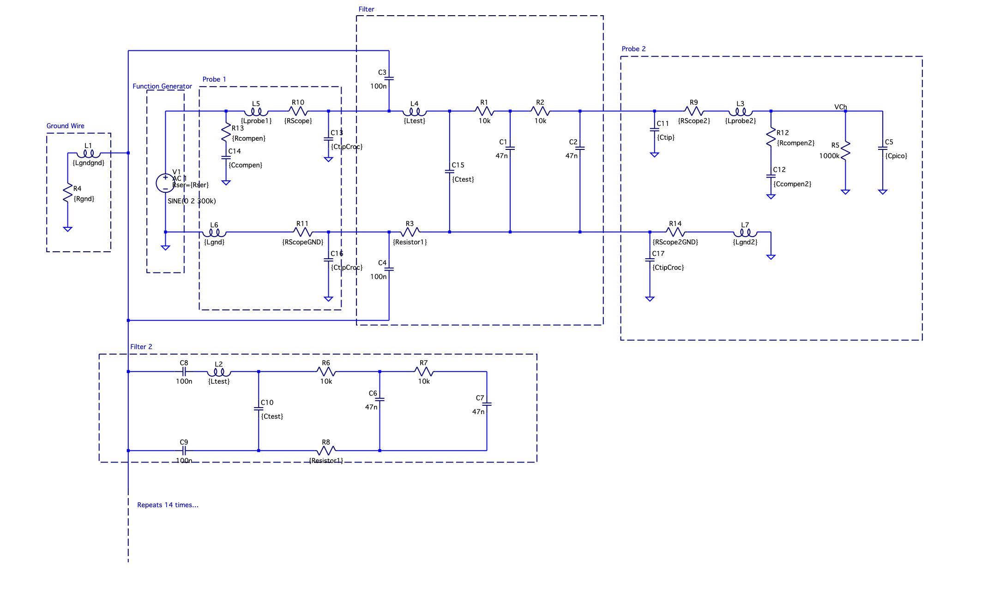 Filter
Probe 2
C3
100n
Probe 1
Function Generator
L5
{Lprobe1}
R10
{RScope}
L4
{Ltest}
R1
10k
R2
10k
R9
{RScope2}
L3
{Lprobe2}
VCh
Ground Wire
L1
{Lgndgnd}
R13
{Rcompen}
C13
{CtipCroc}
C11
{Ctip}
R12
{Rcompen2}
C14
{Ccompen}
C1
47n
C2
47n
R5
1000k
C5
{Cpico}
V1
AC 1
Rser={Rser}
SINE(0 2 300k)
C15
{Ctest}
C12
{Ccompen2}
R4
{Rgnd}
L6
{Lgnd}
R11
{RScopeGND}
R3
{Resistor1}
R14
{RScope2GND}
L7
{Lgnd2}
C16
{CtipCroc}
C4
100n
C17
{CtipCroc}
Filter 2
C8
100n
L2
{Ltest}
R6
10k
R7
10k
C6
47n
C7
47n
C10
{Ctest}
C9
100n
R8
{Resistor1}
Repeats 14 times...